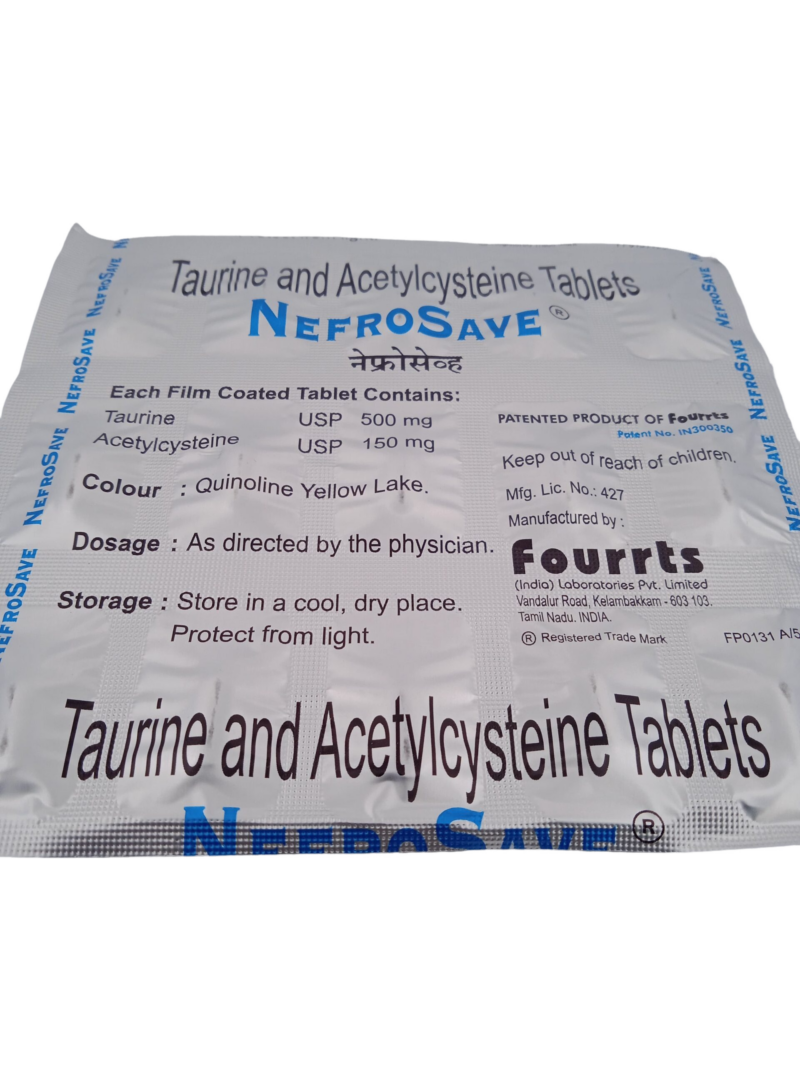 Taurine and Acetylcysteine Tablets
NEFROSAVE ®
नेफ्रोसेव्ह
Each Film Coated Tablet Contains:
Taurine USP 500 mg
Acetylcysteine USP 150 mg
Colour : Quinoline Yellow Lake.
Dosage : As directed by the physician.
Storage : Store in a cool, dry place.
Protect from light.
PATENTED PRODUCT OF Fourrts
Patent No. IN300350
Keep out of reach of children.
Mfg. Lic. No.: 427
Manufactured by :
Fourrts
(India) Laboratories Pvt. Limited
Vandalur Road, Kelambakkam - 603 103.
Tamil Nadu. INDIA.
® Registered Trade Mark
FP0131 A/5
Taurine and Acetylcysteine Tablets
NEFROSAVE ®
NEFROSAVE
NEFROSAVE
NEFROSAVE
NEFROSAVE
NEFROSAVE
NEFROSAVE